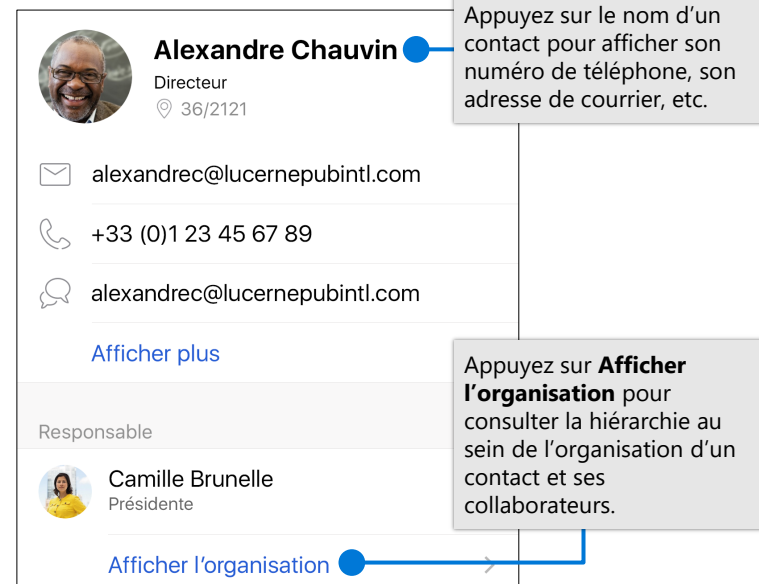 Alexandre Chauvin
Directeur
36/2121
Appuyez sur le nom d’un
contact pour afficher son
numéro de téléphone, son
adresse de courrier, etc.
alexandrec@lucernepubintl.com
+33 (0)1 23 45 67 89
alexandrec@lucernepubintl.com
Afficher plus
Responsable
Camille Brunelle
Présidente
Afficher l’organisation
Appuyez sur Afficher
l’organisation pour
consulter la hiérarchie au
sein de l’organisation d’un
contact et ses
collaborateurs.